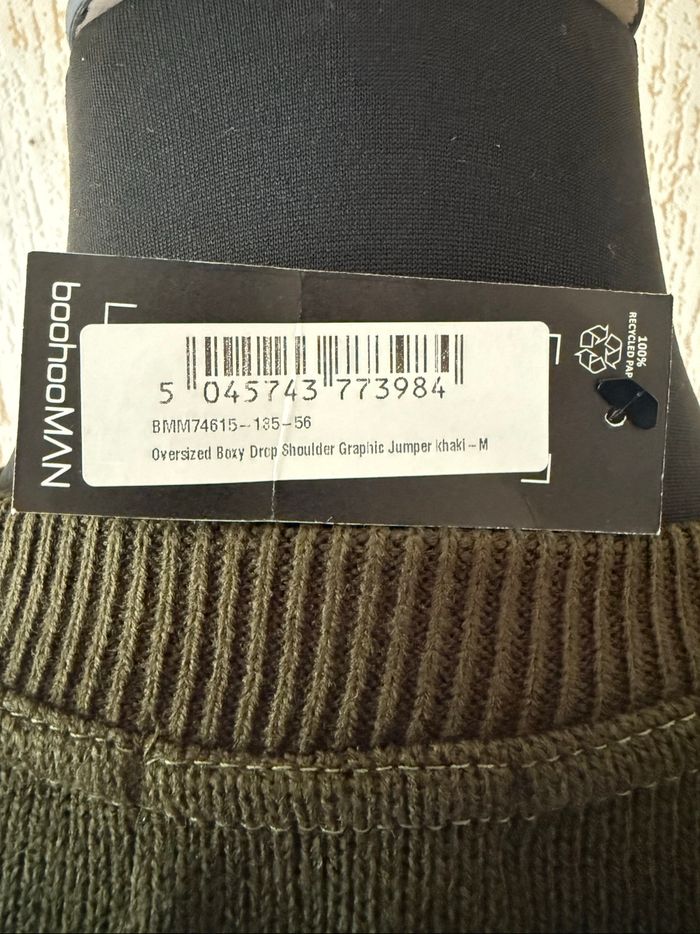 boohooMAN
5 045743 773984
BMM74615-135-56
Oversized Boxy Drop Shoulder Graphic Jumper khaki-M
100%
RECYCLED PAP